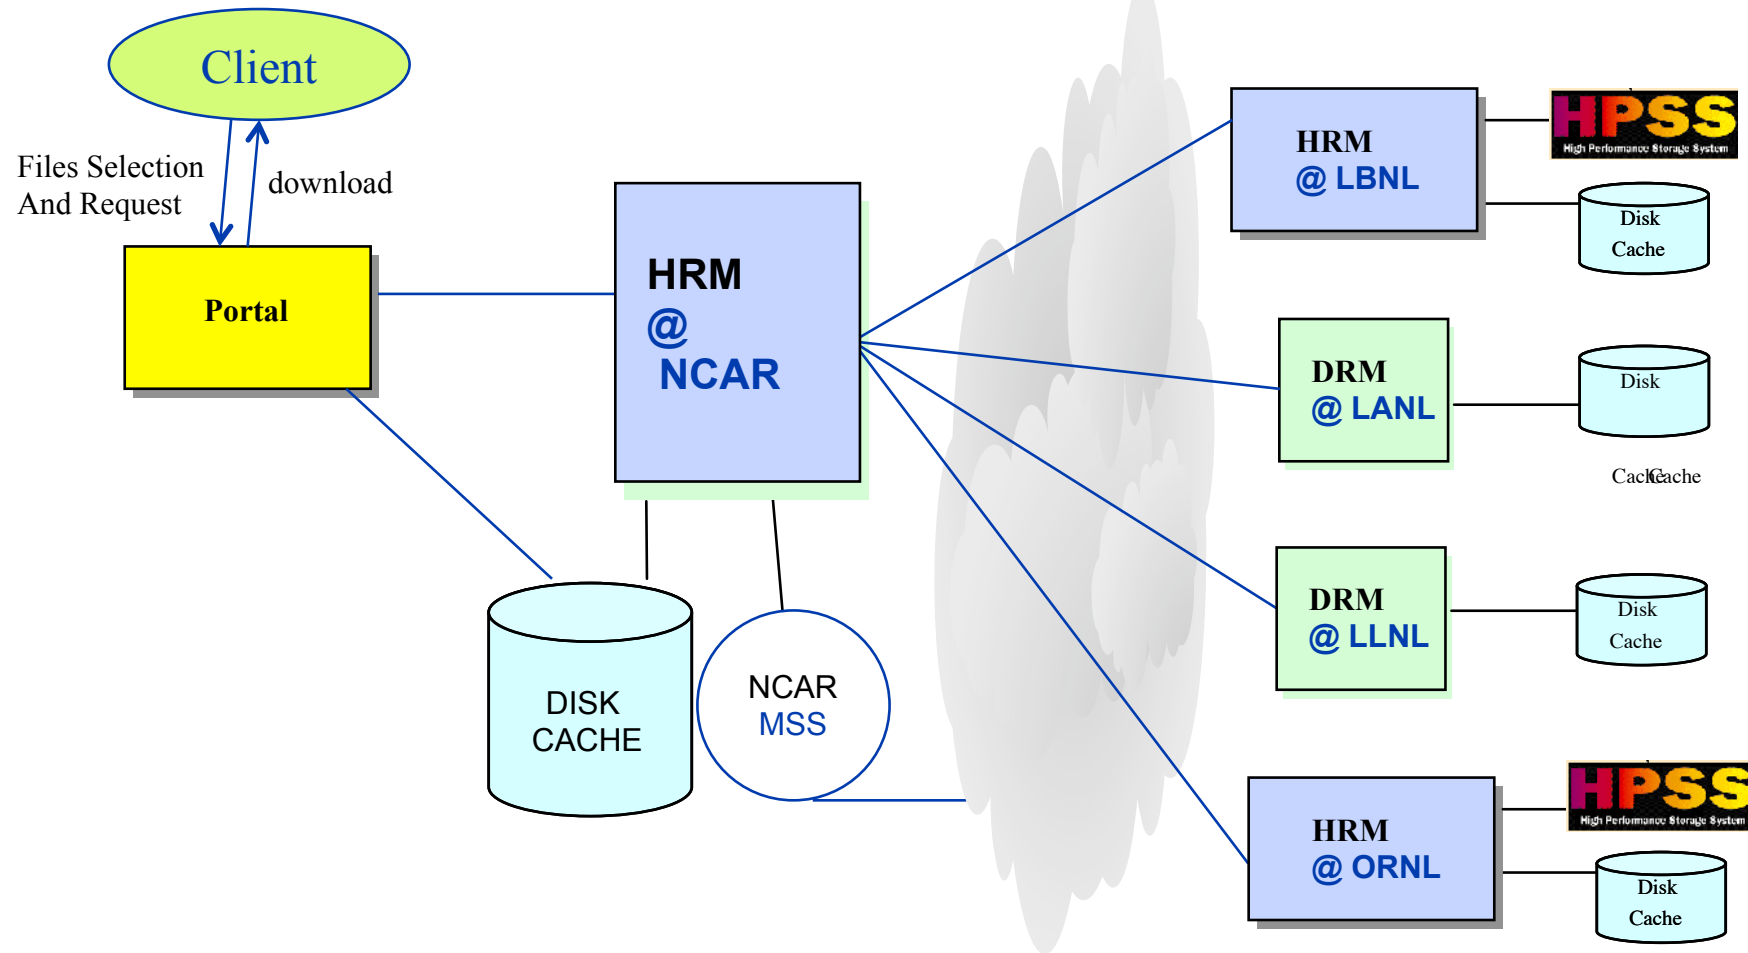 Client
Files Selection
And Request
download
Portal
HRM
@
NCAR
DISK
CACHE
NCAR
MSS
HRM
@ LBNL
HPSS
High Performance Storage System
Disk
Cache
DRM
@ LANL
Disk
Cache
Cache
DRM
@ LLNL
Disk
Cache
HRM
@ ORNL
HPSS
High Performance Storage System
Disk
Cache